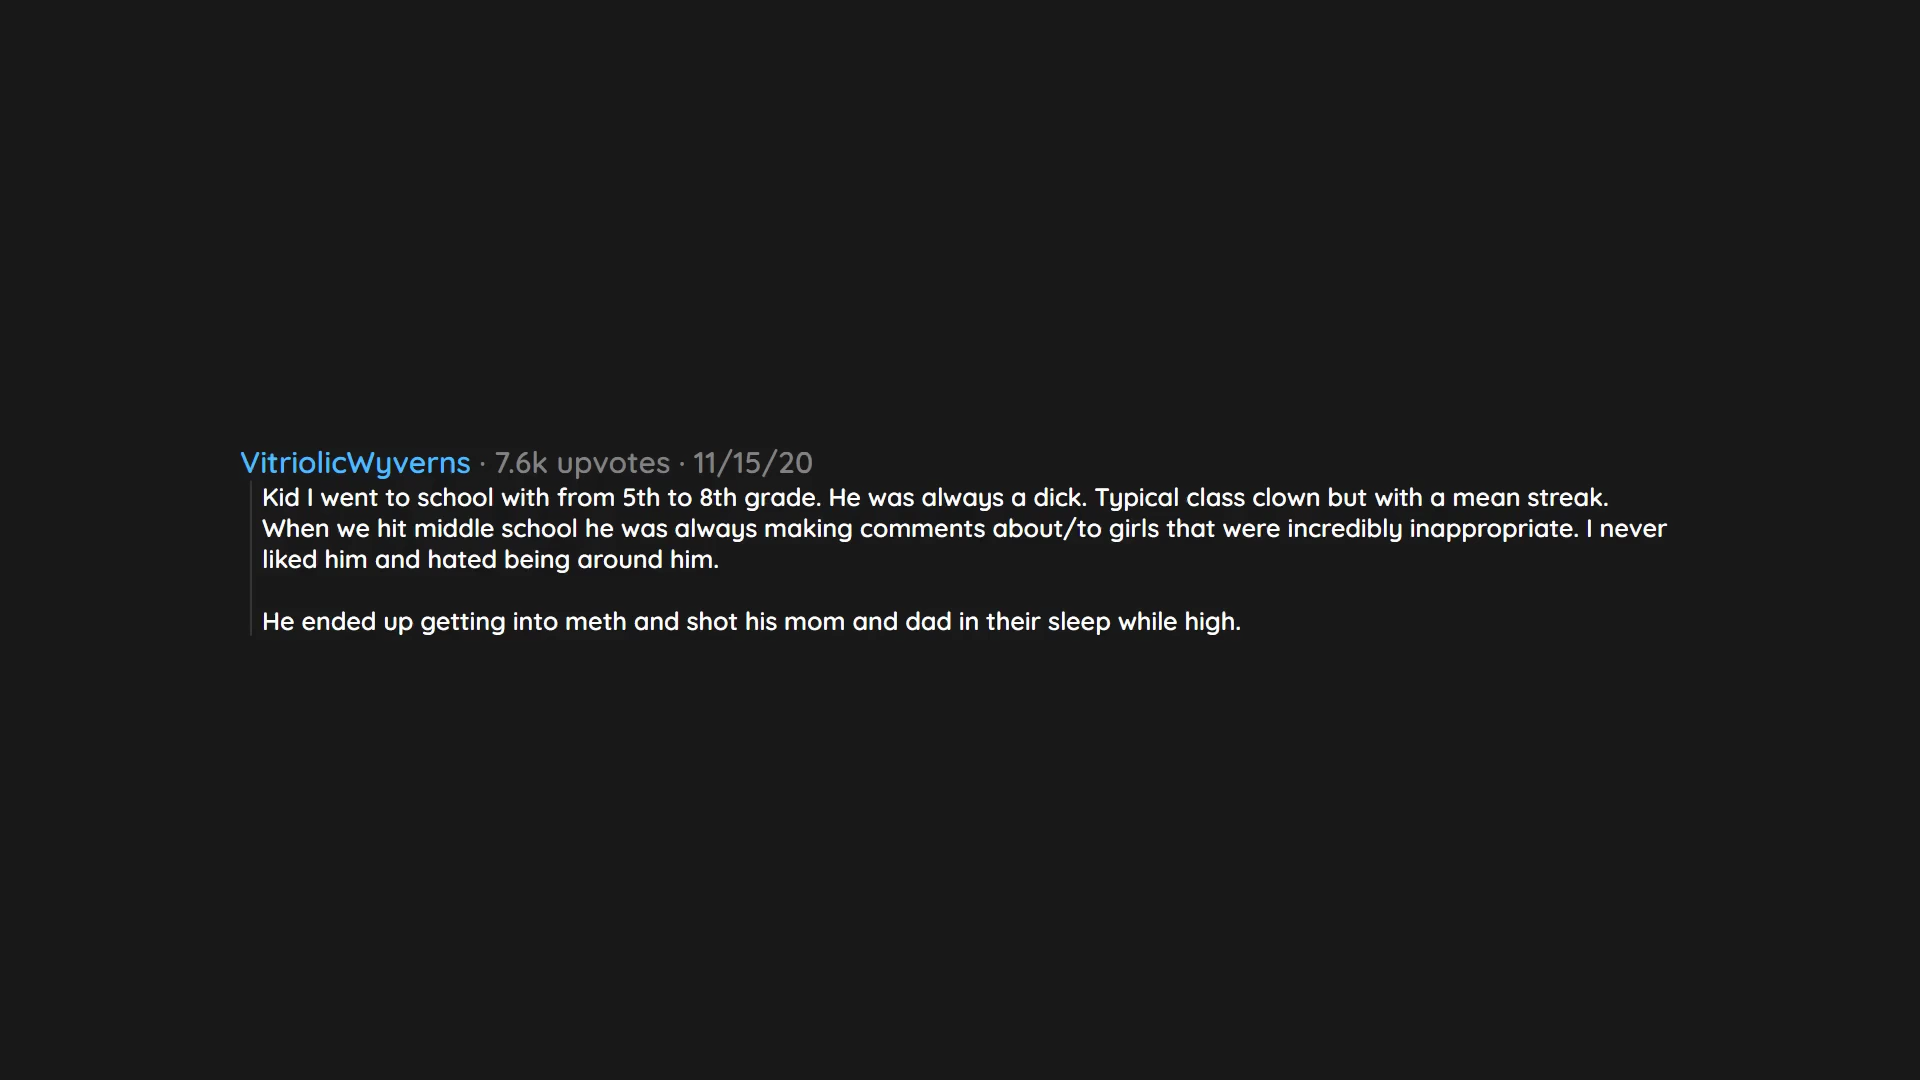 VitriolicWyverns · 7.6k upvotes · 11/15/20
Kid I went to school with from 5th to 8th grade. He was always a dick. Typical class clown but with a mean streak.
When we hit middle school he was always making comments about/to girls that were incredibly inappropriate. I never
liked him and hated being around him.
He ended up getting into meth and shot his mom and dad in their sleep while high.